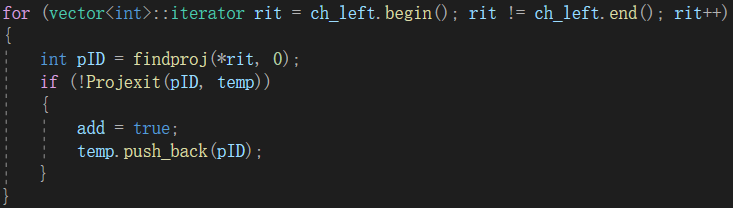 for (vector<int>::iterator rit = ch_left.begin(); rit != ch_left.end(); rit++)
{
    int pID = findproj(*rit, 0);
    if (!Projexit(pID, temp))
    {
        add = true;
        temp.push_back(pID);
    }
}